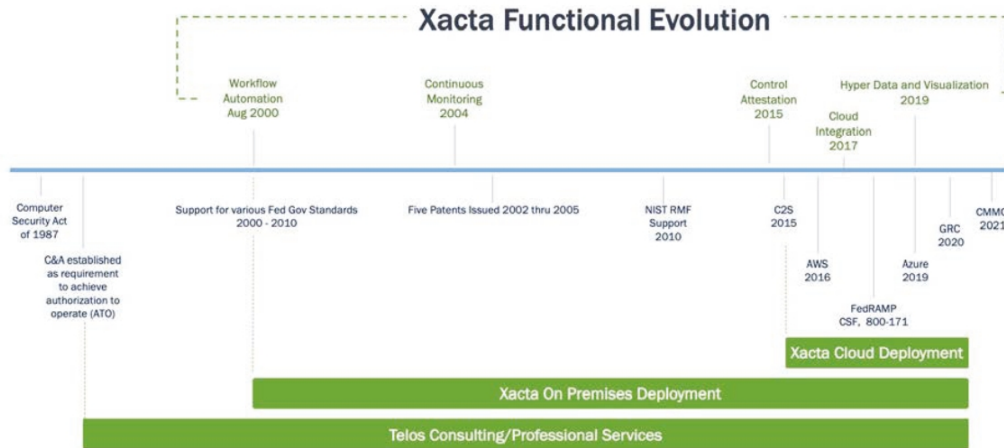 Xacta Functional Evolution
Workflow
Automation
Aug 2000
Continuous
Monitoring
2004
Control
Attestation
2015
Cloud
Integration
2017
Hyper Data and Visualization
2019
Computer
Security Act
of 1987
C&A established
as requirement
to achieve
authorization to
operate (ATO)
Support for various Fed Gov Standards
2000 - 2010
Five Patents Issued 2002 thru 2005
NIST RMF
Support
2010
C2S
2015
AWS
2016
FedRAMP
CSF, 800-171
Azure
2019
GRC
2020
CMMC
2021
Xacta Cloud Deployment
Xacta On Premises Deployment
Telos Consulting/Professional Services